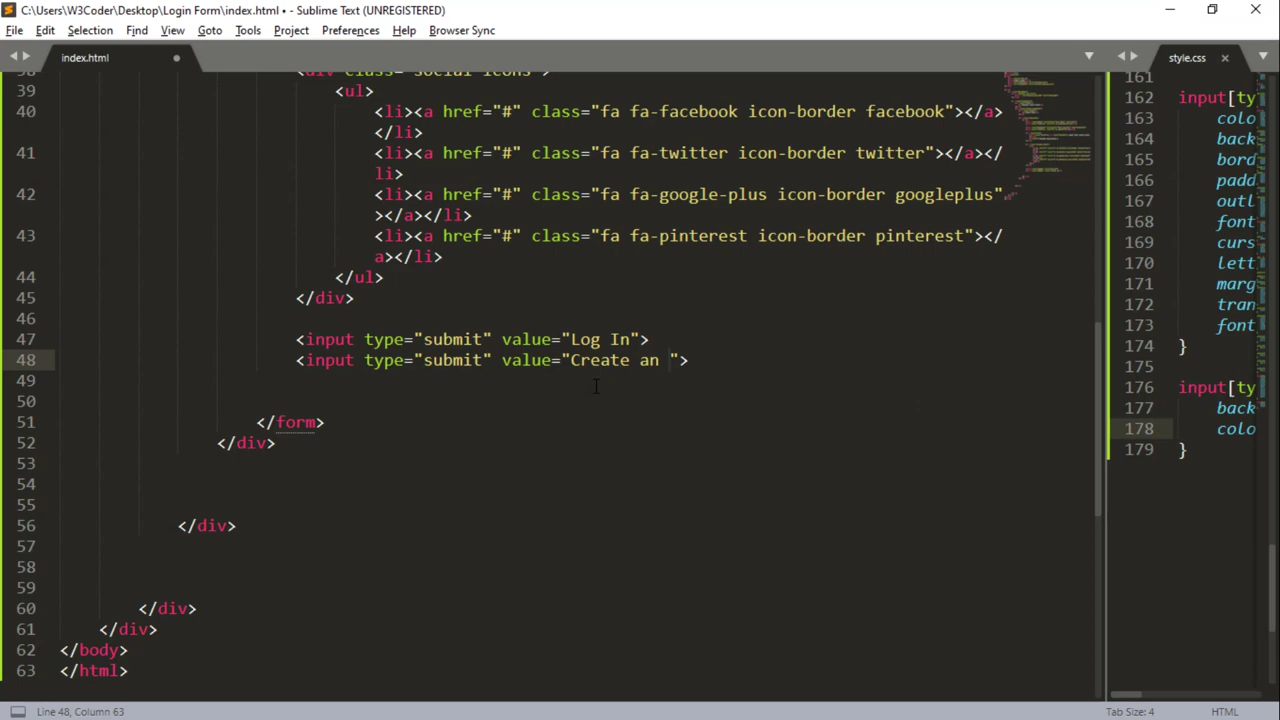 C:\Users\W3Coder\Desktop\Login Form\index.html • - Sublime Text (UNREGISTERED)
File Edit Selection Find View Goto Tools Project Preferences Help Browser Sync
index.html
style.css
<div class="social icons">
39 <ul>
40 <li><a href="#" class="fa fa-facebook icon-border facebook"></a>
</li>
41 <li><a href="#" class="fa fa-twitter icon-border twitter"></a></
li>
42 <li><a href="#" class="fa fa-google-plus icon-border googleplus"
></a></li>
43 <li><a href="#" class="fa fa-pinterest icon-border pinterest"></
a></li>
44 </ul>
45 </div>
46
47 <input type="submit" value="Log In">
48 <input type="submit" value="Create an ">
49
50
51 </form>
52 </div>
53
54
55
56 </div>
57
58
59
60 </div>
61 </div>
62 </body>
63 </html>
161
162 input[ty
163 colo
164 back
165 bord
166 padd
167 outl
168 font
169 curs
170 lett
171 marg
172 tran
173 font
174 }
175
176 input[ty
177 back
178 colo
179 }
Line 48, Column 63
Tab Size: 4
HTML